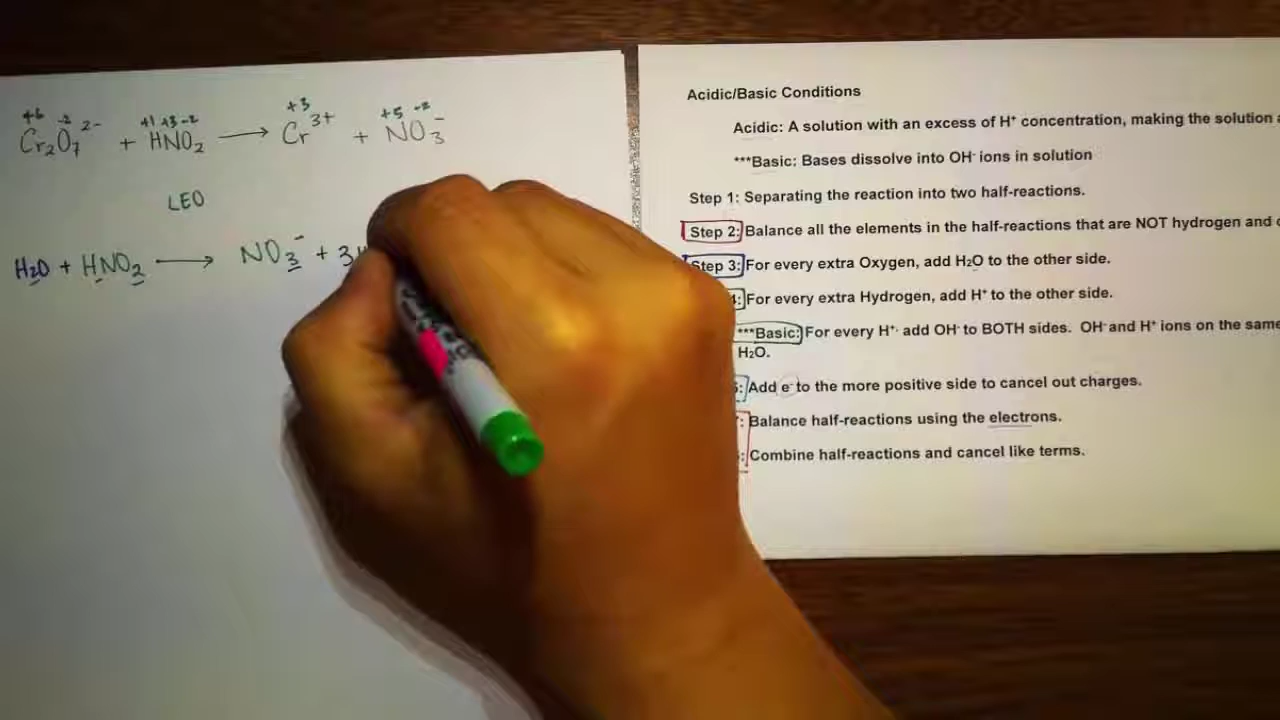 +6 -2 +1 +3 -2 +3 +5 -2
Cr₂O₇²⁻ + HNO₂ → Cr³⁺ + NO₃⁻
LEO
H₂O + HNO₂ → NO₃⁻ + 3
Acidic/Basic Conditions
Acidic: A solution with an excess of H⁺ concentration, making the solution
***Basic: Bases dissolve into OH⁻ ions in solution
Step 1: Separating the reaction into two half-reactions.
Step 2: Balance all the elements in the half-reactions that are NOT hydrogen and
Step 3: For every extra Oxygen, add H₂O to the other side.
4: For every extra Hydrogen, add H⁺ to the other side.
***Basic: For every H⁺, add OH⁻ to BOTH sides. OH⁻ and H⁺ ions on the same
H₂O.
: Add e⁻ to the more positive side to cancel out charges.
: Balance half-reactions using the electrons.
: Combine half-reactions and cancel like terms.